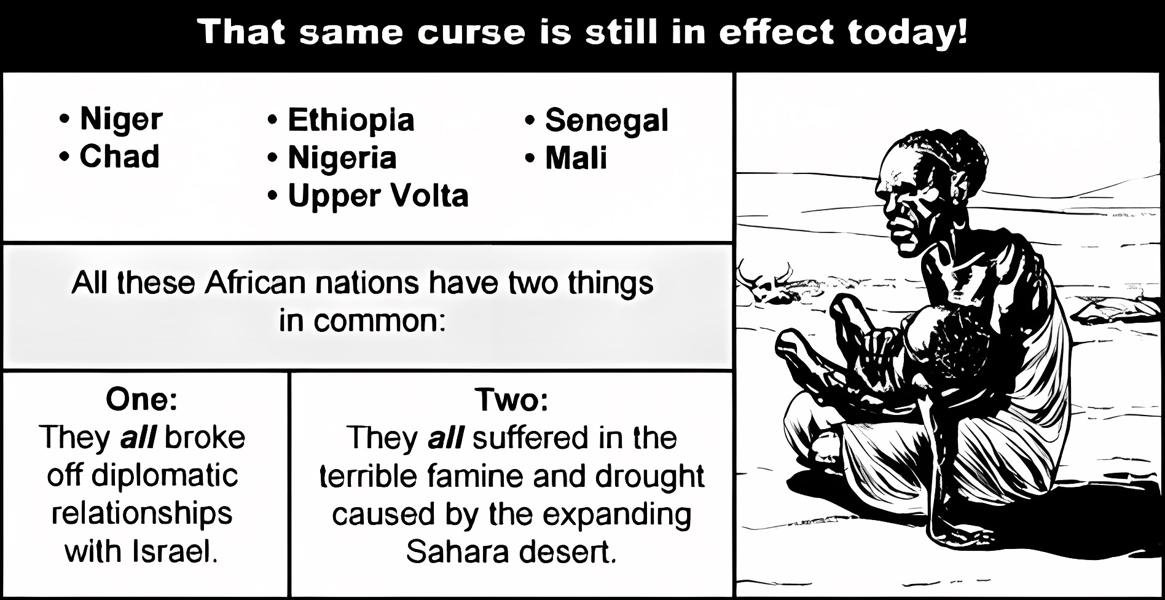 That same curse is still in effect today!
• Niger
• Chad
• Ethiopia
• Nigeria
• Upper Volta
• Senegal
• Mali
All these African nations have two things
in common:
One:
They all broke
off diplomatic
relationships
with Israel.
Two:
They all suffered in the
terrible famine and drought
caused by the expanding
Sahara desert.